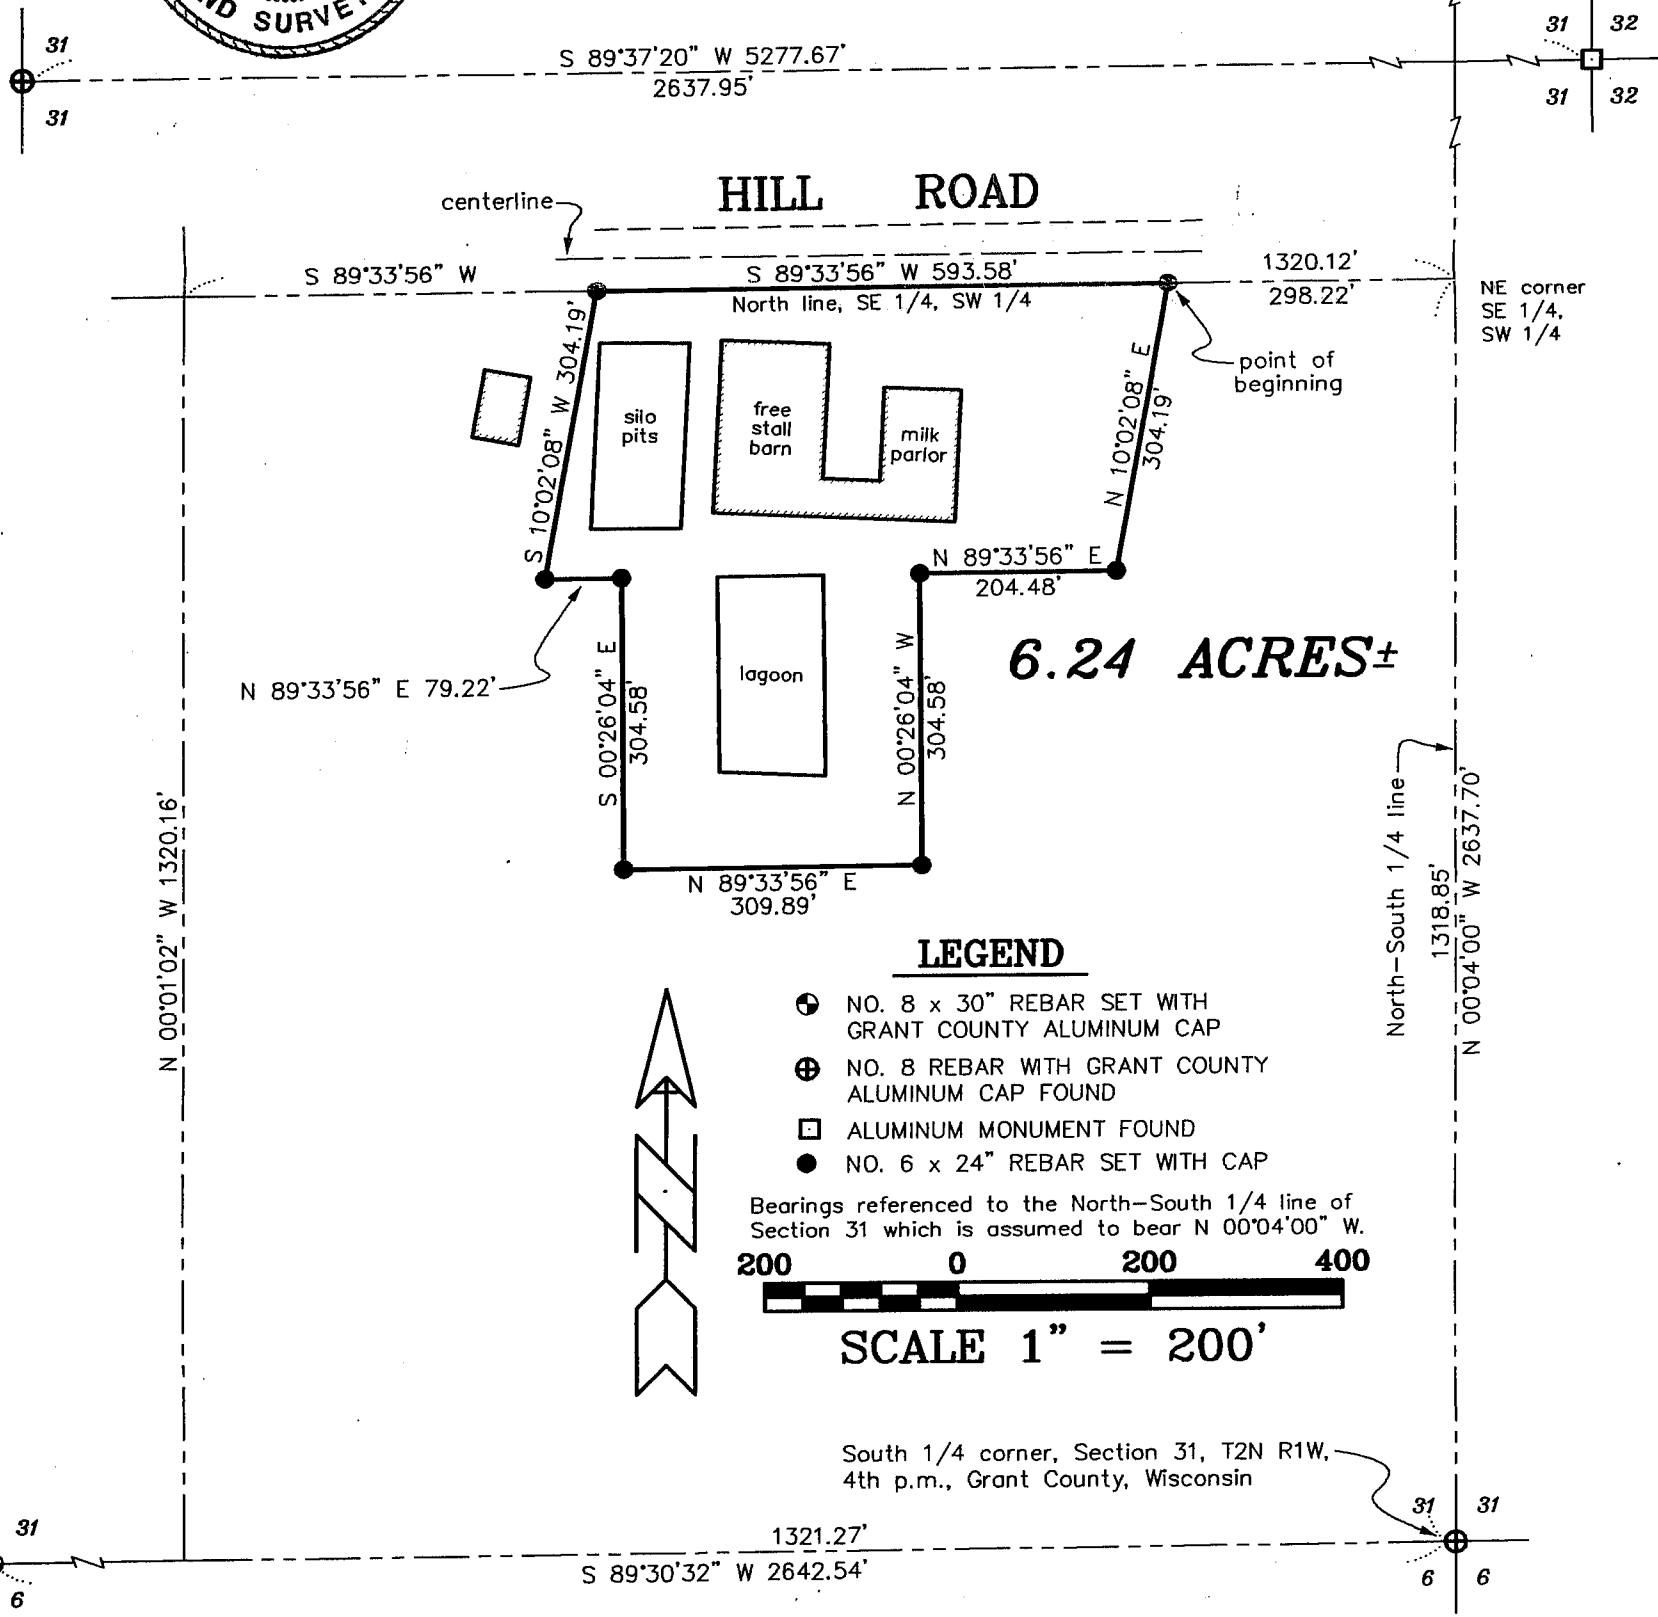 ND SURVE
31
31
S 89°37'20" W 5277.67'
2637.95'
31 32
31 32
HILL ROAD
centerline
S 89°33'56" W
S 89°33'56" W 593.58'
North line, SE 1/4, SW 1/4
1320.12'
298.22'
NE corner
SE 1/4,
SW 1/4
point of
beginning
S 10°02'08" W 304.19'
silo
pits
free
stall
barn
milk
parlor
N 10°02'08" E
304.19'
N 89°33'56" E
204.48'
N 89°33'56" E 79.22'
S 00°26'04" E
304.58'
lagoon
N 00°26'04" W
304.58'
6.24 ACRES±
N 89°33'56" E
309.89'
N 00°01'02" W 1320.16'
North-South 1/4 line
1318.85'
N 00°04'00" W 2637.70'
LEGEND
NO. 8 x 30" REBAR SET WITH
GRANT COUNTY ALUMINUM CAP
NO. 8 REBAR WITH GRANT COUNTY
ALUMINUM CAP FOUND
ALUMINUM MONUMENT FOUND
NO. 6 x 24" REBAR SET WITH CAP
Bearings referenced to the North-South 1/4 line of
Section 31 which is assumed to bear N 00°04'00" W.
N
200 0 200 400
SCALE 1" = 200'
South 1/4 corner, Section 31, T2N R1W,
4th p.m., Grant County, Wisconsin
31
6
1321.27'
S 89°30'32" W 2642.54'
31 31
6 6